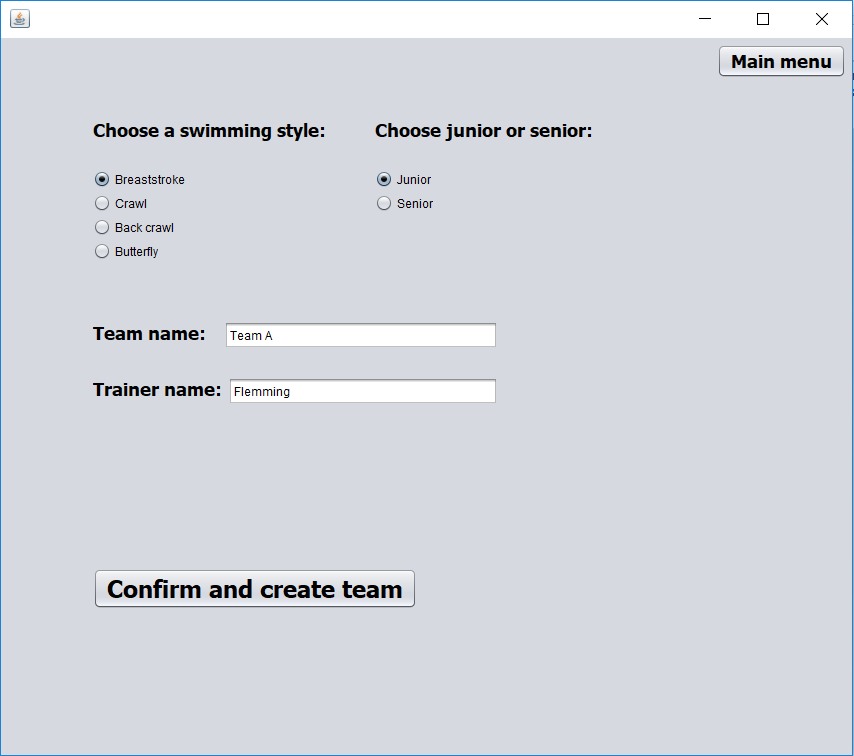 Main menu
Choose a swimming style: Choose junior or senior:
Breaststroke Junior
Crawl Senior
Back crawl
Butterfly
Team name: Team A
Trainer name: Flemming
Confirm and create team